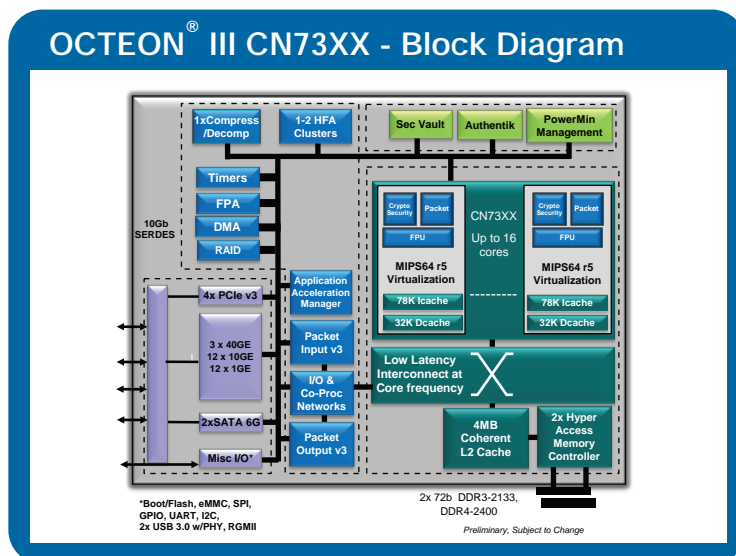 OCTEON® III CN73XX - Block Diagram
1xCompress
/Decomp
1-2 HFA
Clusters
Sec Vault
Authentik
PowerMin
Management
Timers
FPA
DMA
RAID
10Gb
SERDES
Crypto
Security
Packet
FPU
MIPS64 r5
Virtualization
78K Icache
32K Dcache
CN73XX
Up to 16
cores
Crypto
Security
Packet
FPU
MIPS64 r5
Virtualization
78K Icache
32K Dcache
4x PCIe v3
3 x 40GE
12 x 10GE
12 x 1GE
2xSATA 6G
Misc I/O*
Application
Acceleration
Manager
Packet
Input v3
I/O &
Co-Proc
Networks
Packet
Output v3
Low Latency
Interconnect at
Core frequency
4MB
Coherent
L2 Cache
2x Hyper
Access
Memory
Controller
*Boot/Flash, eMMC, SPI,
GPIO, UART, I2C,
2x USB 3.0 w/PHY, RGMII
2x 72b DDR3-2133,
DDR4-2400
Preliminary, Subject to Change